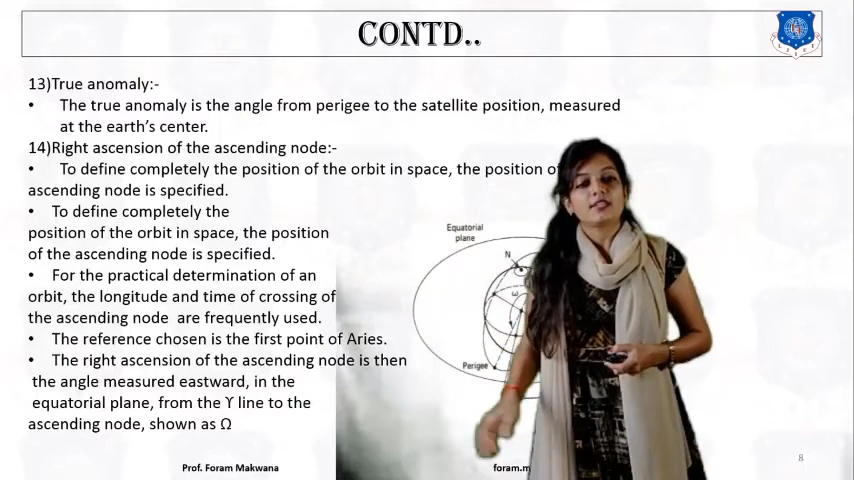 CONTD..
13)True anomaly:-
• The true anomaly is the angle from perigee to the satellite position, measured
at the earth's center.
14)Right ascension of the ascending node:-
• To define completely the position of the orbit in space, the position of
ascending node is specified.
• To define completely the
position of the orbit in space, the position
of the ascending node is specified.
• For the practical determination of an
orbit, the longitude and time of crossing of
the ascending node are frequently used.
• The reference chosen is the first point of Aries.
• The right ascension of the ascending node is then
the angle measured eastward, in the
equatorial plane, from the ϒ line to the
ascending node, shown as Ω
Equatorial
plane
N
ω
Perigee
Prof. Foram Makwana
foram.m
8